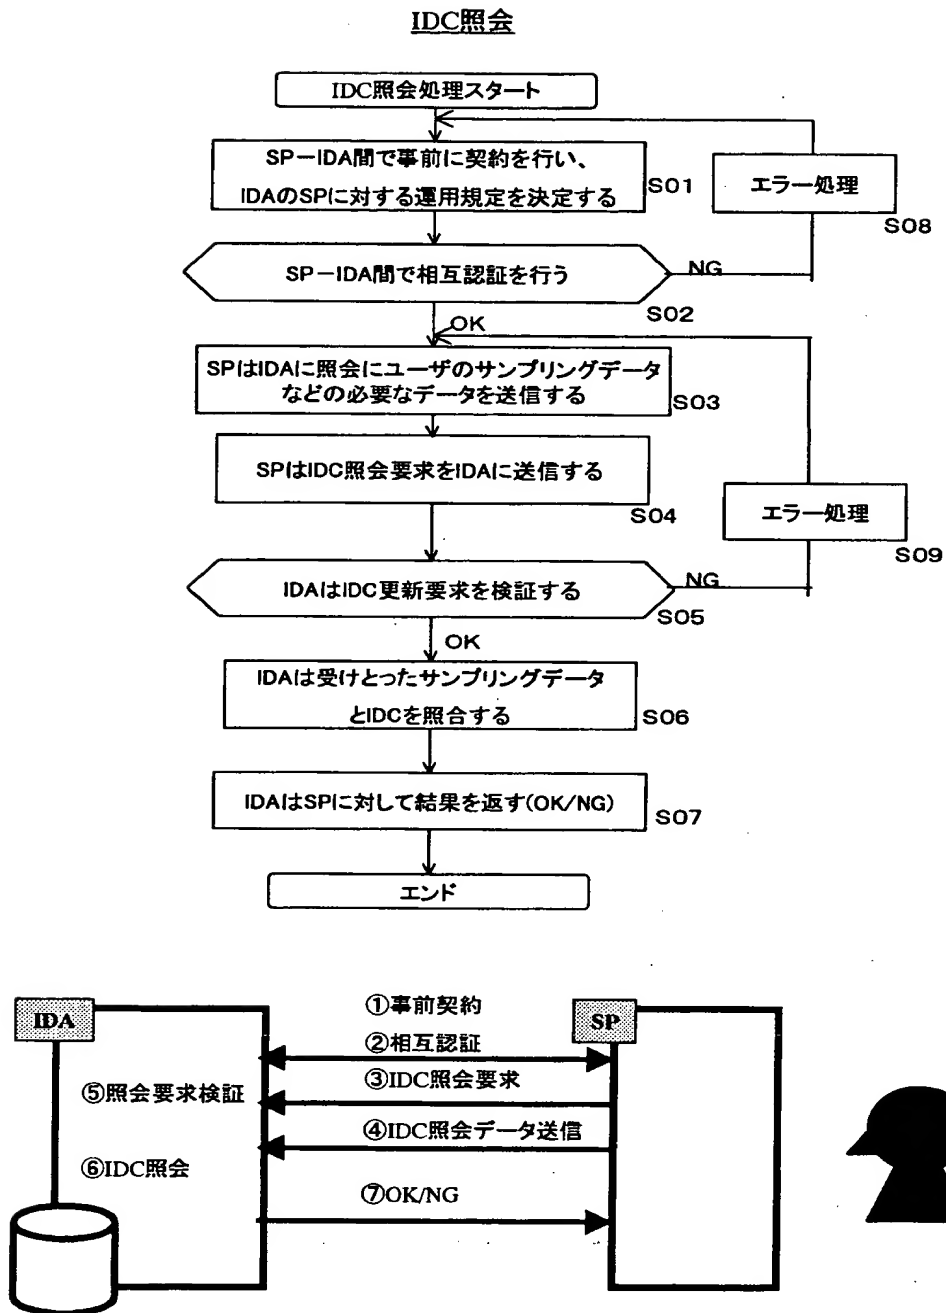 IDC照会
IDC照会処理スタート
SP－IDA間で事前に契約を行い、
IDAのSPに対する運用規定を決定する
S01
エラー処理
S08
SP－IDA間で相互認証を行う
NG
S02
OK
SPはIDAに照会にユーザのサンプリングデータ
などの必要なデータを送信する
S03
SPはIDC照会要求をIDAに送信する
S04
エラー処理
S09
IDAはIDC更新要求を検証する
NG
S05
OK
IDAは受けとったサンプリングデータ
とIDCを照合する
S06
IDAはSPに対して結果を返す(OK/NG)
S07
エンド
IDA
①事前契約
SP
②相互認証
③IDC照会要求
⑤照会要求検証
④IDC照会データ送信
⑥IDC照会
⑦OK/NG